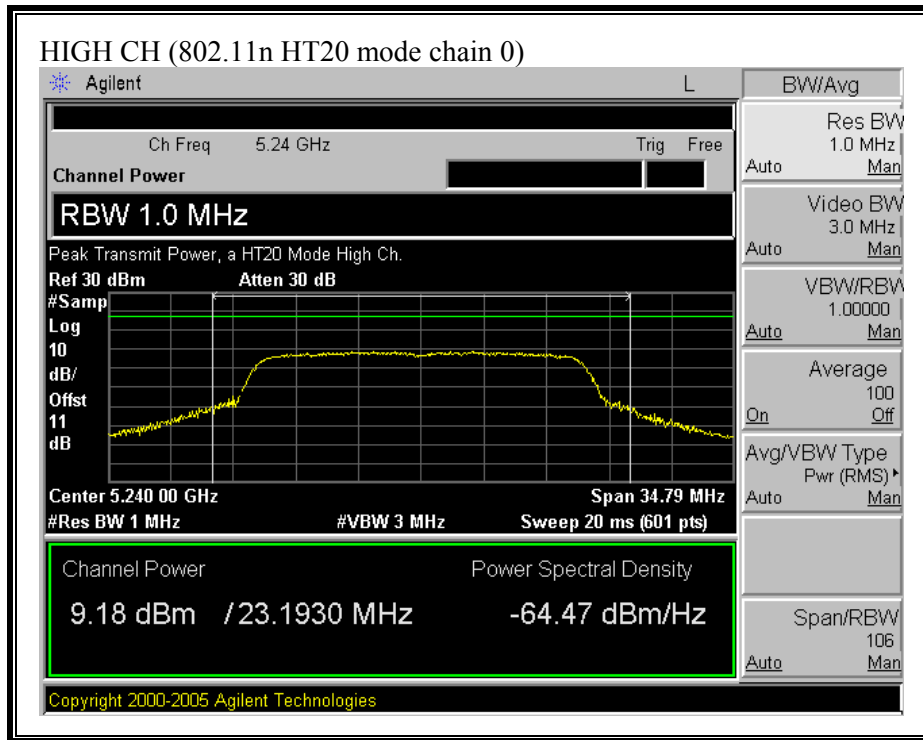 HIGH CH (802.11n HT20 mode chain 0)
Agilent L
BW/Avg
Ch Freq 5.24 GHz Trig Free
Channel Power
RBW 1.0 MHz
Peak Transmit Power, a HT20 Mode High Ch.
Ref 30 dBm Atten 30 dB
#Samp
Log
10
dB/
Offst
11
dB
Center 5.240 00 GHz Span 34.79 MHz
#Res BW 1 MHz #VBW 3 MHz Sweep 20 ms (601 pts)
Channel Power Power Spectral Density
9.18 dBm /23.1930 MHz -64.47 dBm/Hz
Res BW
1.0 MHz
Auto Man
Video BW
3.0 MHz
Auto Man
VBW/RBW
1.00000
Auto Man
Average
100
On Off
Avg/VBW Type
Pwr (RMS)
Auto Man
Span/RBW
106
Auto Man
Copyright 2000-2005 Agilent Technologies